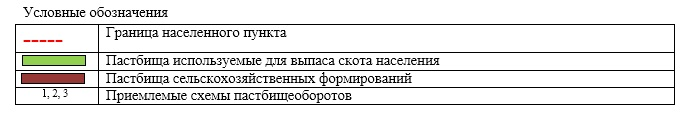 Условные обозначения
Граница населенного пункта
Пастбища используемые для выпаса скота населения
Пастбища сельскохозяйственных формирований
1, 2, 3 Приемлемые схемы пастбищеоборотов